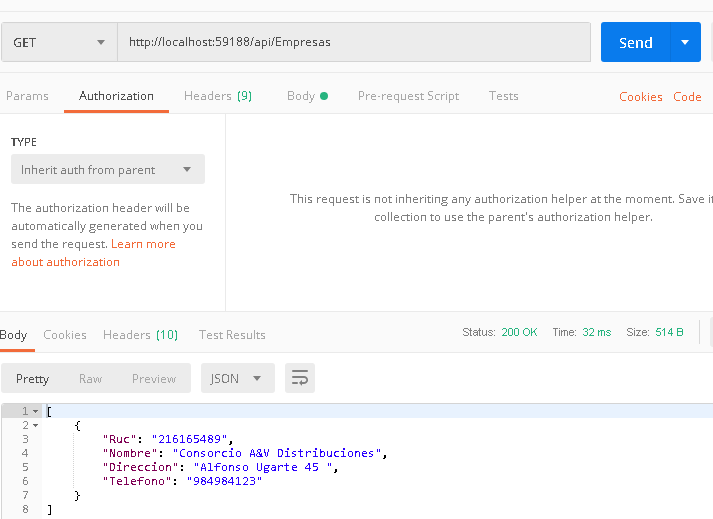 GET http://localhost:59188/api/Empresas Send
Params Authorization Headers (9) Body Pre-request Script Tests Cookies Code
TYPE
Inherit auth from parent
The authorization header will be
automatically generated when you
send the request. Learn more
about authorization
This request is not inheriting any authorization helper at the moment. Save it
collection to use the parent's authorization helper.
Body Cookies Headers (10) Test Results Status: 200 OK Time: 32 ms Size: 514 B
Pretty Raw Preview JSON
1 [
2 {
3 "Ruc": "216165489",
4 "Nombre": "Consorcio A&V Distribuciones",
5 "Direccion": "Alfonso Ugarte 45 ",
6 "Telefono": "984984123"
7 }
8 ]